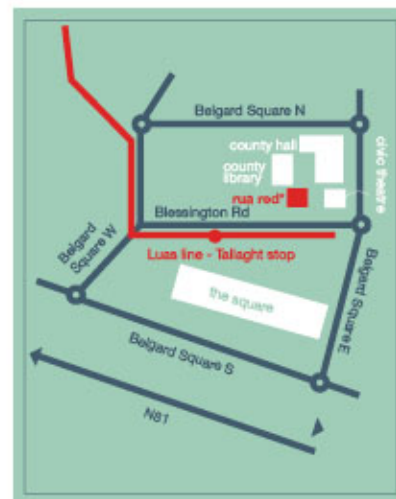 Belgard Square N
county hall
county
library
civic theatre
rua red*
Blessington Rd
Belgard
Square W
Luas line - Tallaght stop
the square
Belgard Square E
Belgard Square S
N81